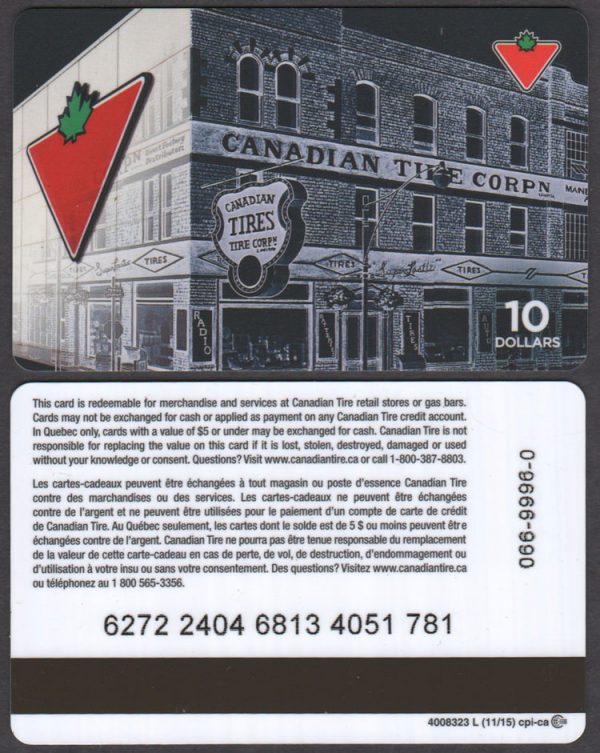 Direct Factory
Distributors
CANADIAN TIRE CORPN
LIMITED
CANADIAN
TIRES
TIRE CORPN
TIRES
TIRES
SuperLastic
TIRES
RADIO
TIRES
AUTO
10
DOLLARS
This card is redeemable for merchandise and services at Canadian Tire retail stores or gas bars.
Cards may not be exchanged for cash or applied as payment on any Canadian Tire credit account.
In Quebec only, cards with a value of $5 or under may be exchanged for cash. Canadian Tire is not
responsible for replacing the value on this card if it is lost, stolen, destroyed, damaged or used
without your knowledge or consent. Questions? Visit www.canadiantire.ca or call 1-800-387-8803.
Les cartes-cadeaux peuvent être échangées à tout magasin ou poste d'essence Canadian Tire
contre des marchandises ou des services. Les cartes-cadeaux ne peuvent être échangées
contre de l'argent et ne peuvent être utilisées pour le paiement d'un compte de carte de crédit
de Canadian Tire. Au Québec seulement, les cartes dont le solde est de 5 $ ou moins peuvent être
échangées contre de l'argent. Canadian Tire ne pourra pas être tenue responsable du remplacement
de la valeur de cette carte-cadeau en cas de perte, de vol, de destruction, d'endommagement ou
d'utilisation à votre insu ou sans votre consentement. Des questions? Visitez www.canadiantire.ca
ou téléphonez au 1 800 565-3356.
066-9996-0
6272 2404 6813 4051 781
4008323 L (11/15) cpi-ca